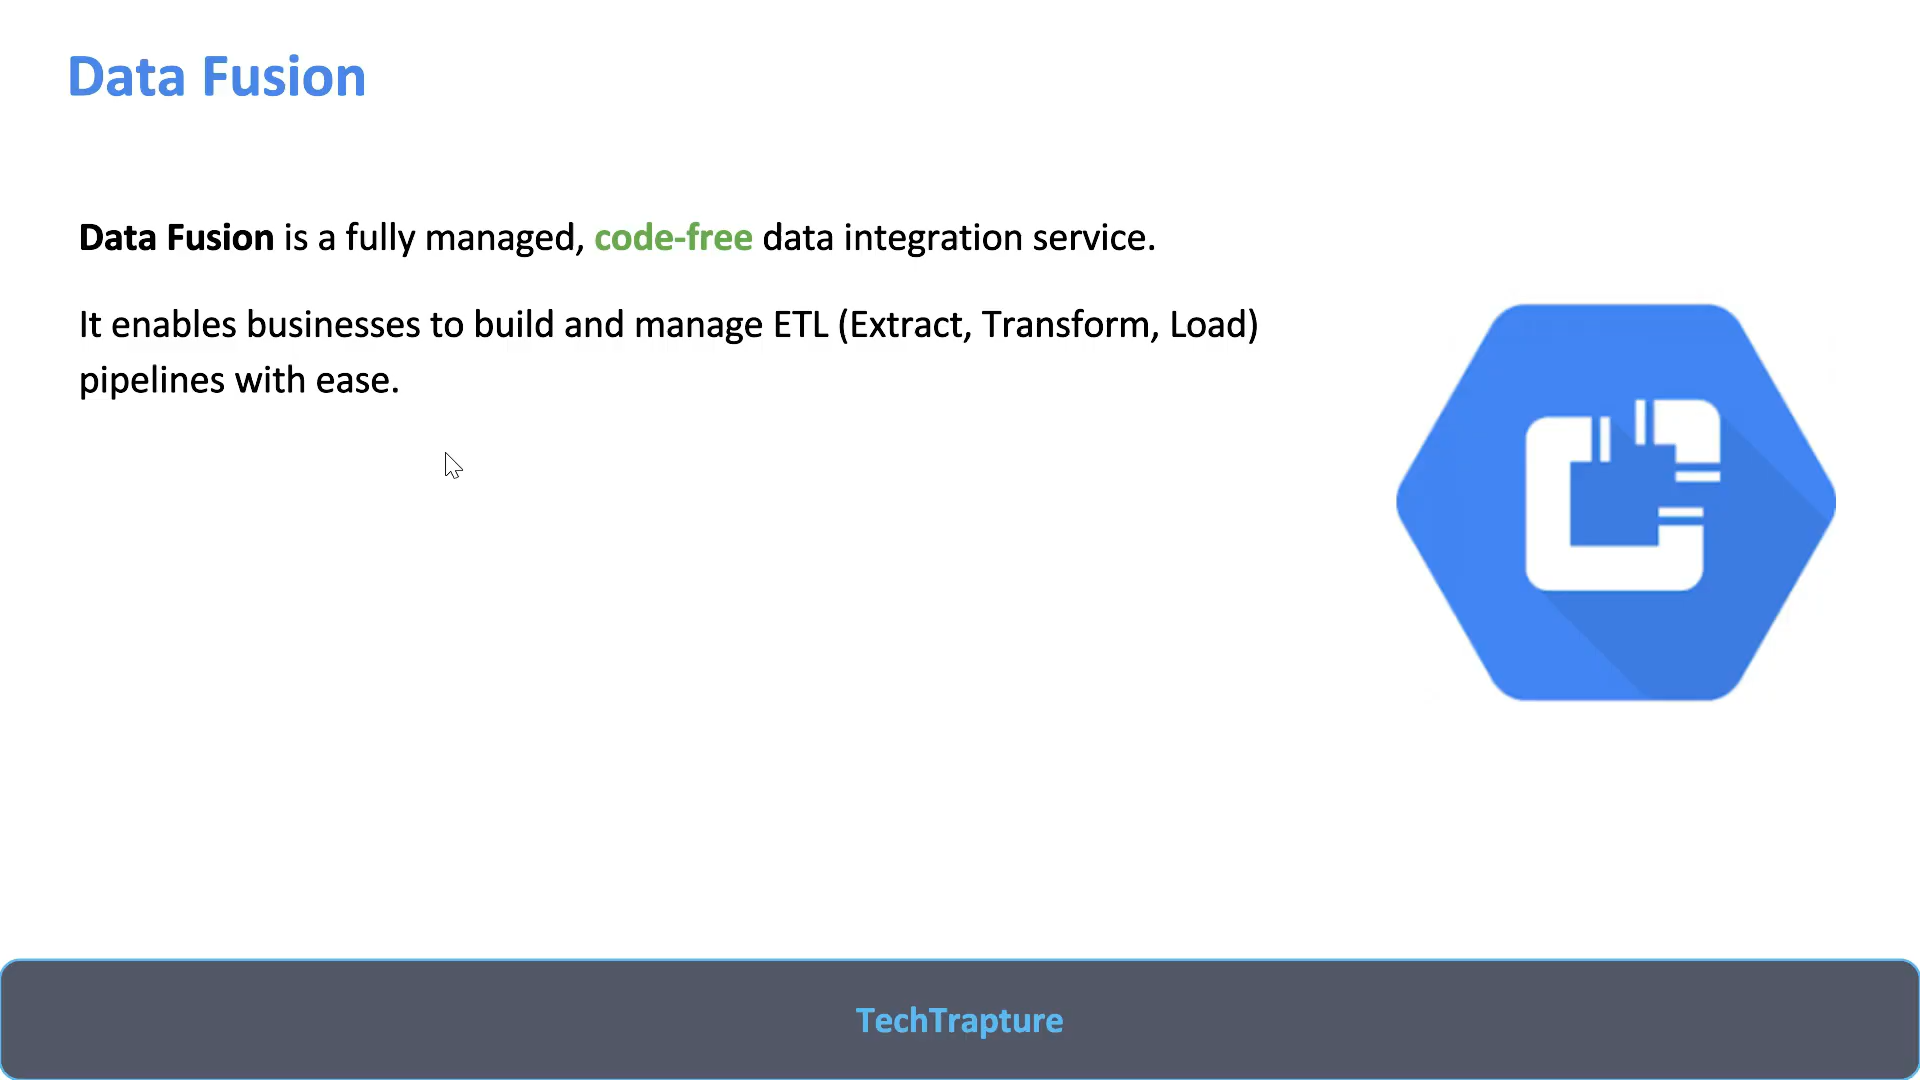 Data Fusion
Data Fusion is a fully managed, code-free data integration service.
It enables businesses to build and manage ETL (Extract, Transform, Load)
pipelines with ease.
TechTrapture